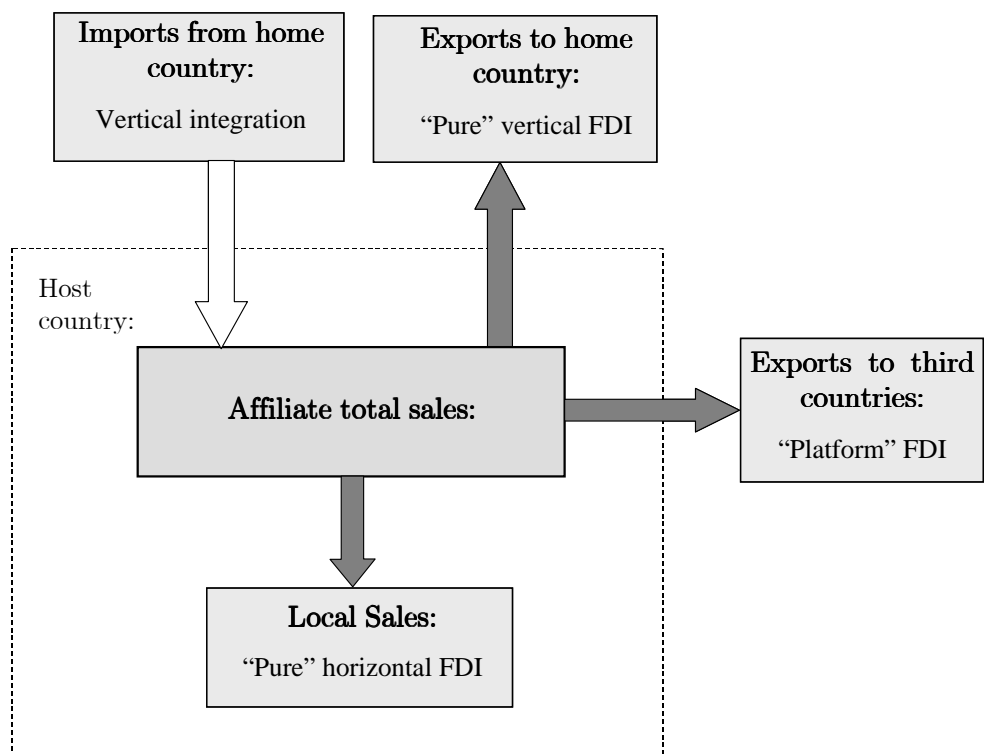 Imports from home
country:
Vertical integration
Exports to home
country:
“Pure” vertical FDI
Host
country:
Affiliate total sales:
Exports to third
countries:
“Platform” FDI
Local Sales:
“Pure” horizontal FDI